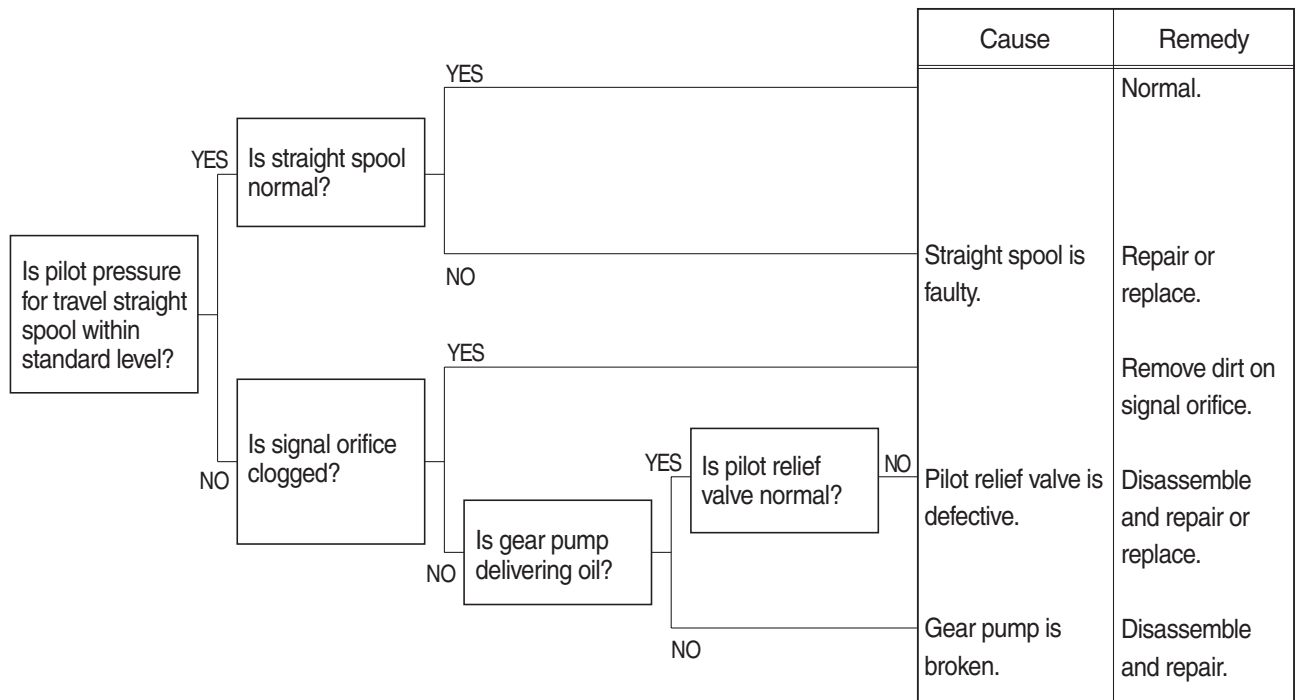 Cause
Remedy
YES
Normal.
YES
Is straight spool
normal?
NO
Straight spool is
faulty.
Repair or
replace.
Is pilot pressure
for travel straight
spool within
standard level?
YES
Remove dirt on
signal orifice.
NO
Is signal orifice
clogged?
YES
Is pilot relief
valve normal?
NO
Pilot relief valve is
defective.
Disassemble
and repair or
replace.
NO
Is gear pump
delivering oil?
NO
Gear pump is
broken.
Disassemble
and repair.